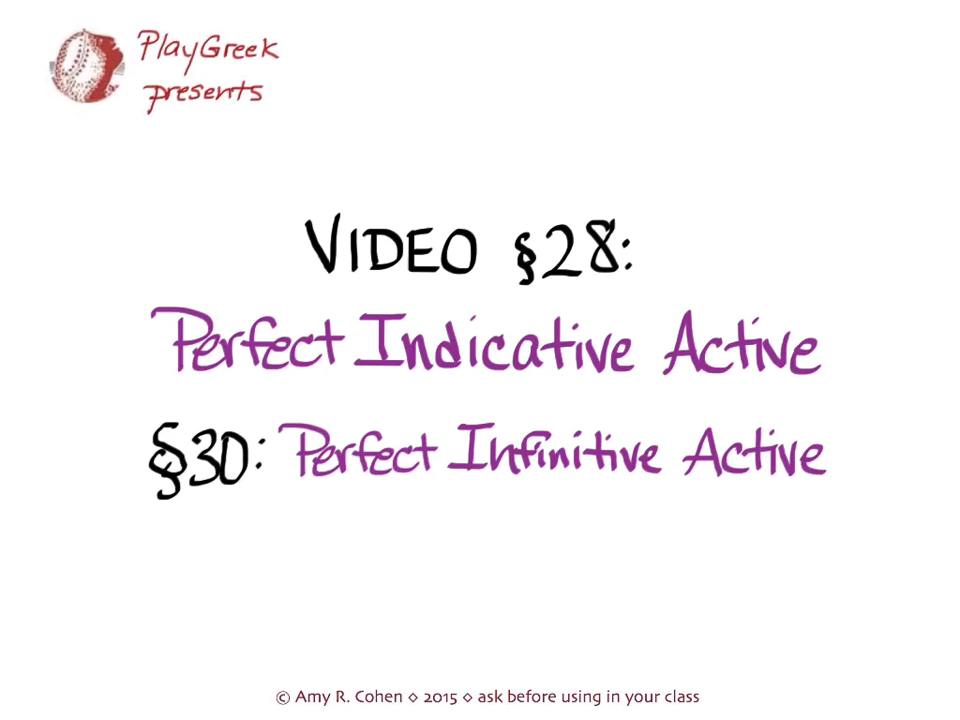 PlayGreek
presents
VIDEO §28:
Perfect Indicative Active
§30: Perfect Infinitive Active
© Amy R. Cohen ◇ 2015 ◇ ask before using in your class